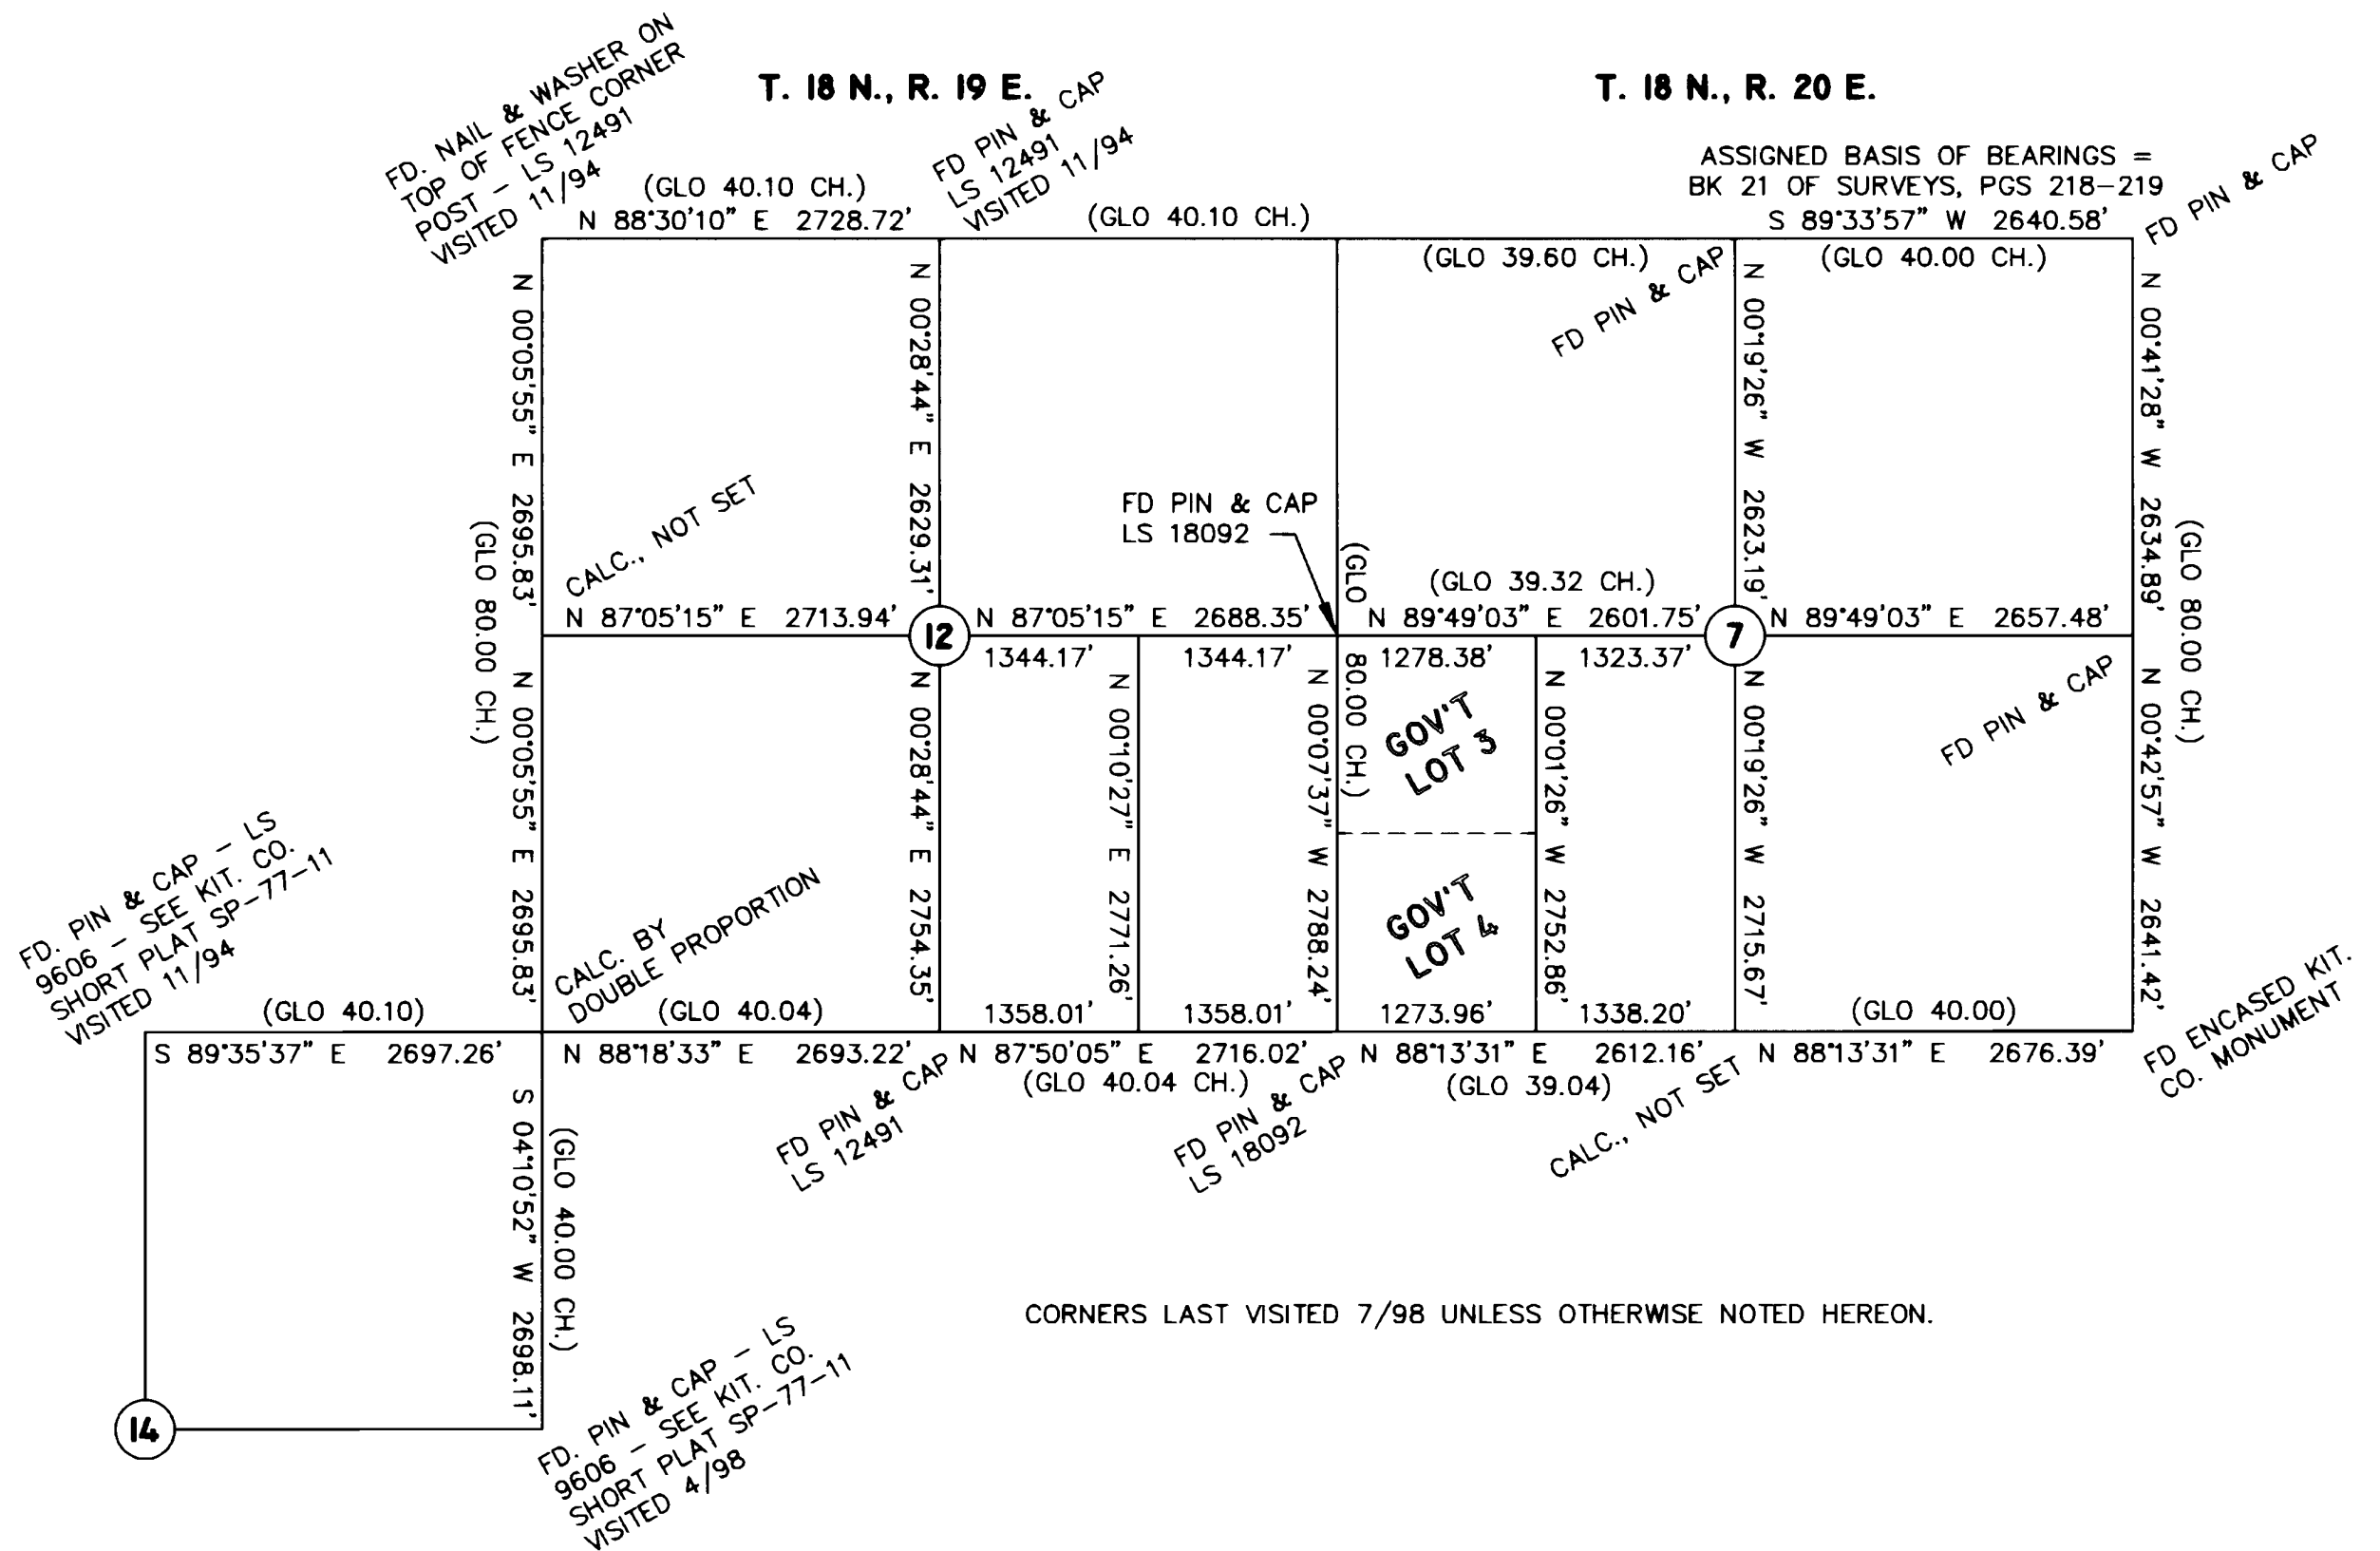 T. 18 N., R. 19 E.
T. 18 N., R. 20 E.
FD. NAIL & WASHER ON
TOP OF FENCE CORNER
POST – LS 12491
VISITED 11/94
(GLO 40.10 CH.)
N 88°30'10" E 2728.72'
FD PIN & CAP
LS 12491
VISITED 11/94
(GLO 40.10 CH.)
ASSIGNED BASIS OF BEARINGS =
BK 21 OF SURVEYS, PGS 218–219
S 89°33'57" W 2640.58'
FD PIN & CAP
(GLO 39.60 CH.)
FD PIN & CAP
(GLO 40.00 CH.)
N 00°05'55" E 2695.83'
(GLO 80.00 CH.)
N 00°28'44" E 2629.31'
N 00°19'26" W 2623.19'
N 00°41'28" W 2634.89'
(GLO 80.00 CH.)
CALC., NOT SET
FD PIN & CAP
LS 18092
(GLO 80.00 CH.)
(GLO 39.32 CH.)
N 87°05'15" E 2713.94'
12
N 87°05'15" E 2688.35'
N 89°49'03" E 2601.75'
7
N 89°49'03" E 2657.48'
1344.17'
1344.17'
1278.38'
1323.37'
N 00°05'55" E 2695.83'
N 00°28'44" E 2754.35'
N 00°10'27" E 2771.26'
N 00°07'37" W 2788.24'
GOV'T
LOT 3
GOV'T
LOT 4
N 00°01'26" W 2752.86'
N 00°19'26" W 2715.67'
FD PIN & CAP
N 00°42'57" W 2641.42'
FD. PIN & CAP – LS
9606 – SEE KIT. CO.
SHORT PLAT SP–77–11
VISITED 11/94
CALC. BY
DOUBLE PROPORTION
(GLO 40.10)
(GLO 40.04)
1358.01'
1358.01'
1273.96'
1338.20'
(GLO 40.00)
S 89°35'37" E 2697.26'
N 88°18'33" E 2693.22'
N 87°50'05" E 2716.02'
(GLO 40.04 CH.)
N 88°13'31" E 2612.16'
(GLO 39.04)
N 88°13'31" E 2676.39'
FD ENCASED KIT.
CO. MONUMENT
FD PIN & CAP
LS 12491
FD PIN & CAP
LS 18092
CALC., NOT SET
S 04°10'52" W 2698.11'
(GLO 40.00 CH.)
CORNERS LAST VISITED 7/98 UNLESS OTHERWISE NOTED HEREON.
14
FD. PIN & CAP – LS
9606 – SEE KIT. CO.
SHORT PLAT SP–77–11
VISITED 4/98